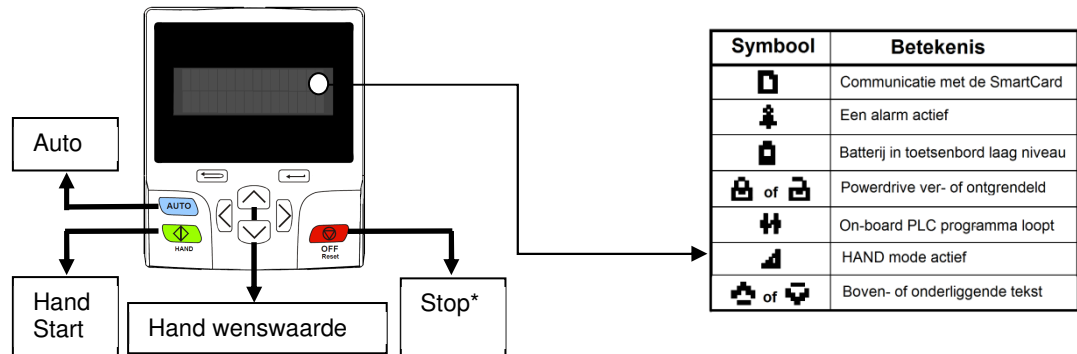 Auto
AUTO
HAND
OFF
Reset
Hand
Start
Hand wenswaarde
Stop*
Symbool Betekenis
Communicatie met de SmartCard
Een alarm actief
Batterij in toetsenbord laag niveau
of Powerdrive ver- of ontgrendeld
On-board PLC programma loopt
HAND mode actief
of Boven- of onderliggende tekst